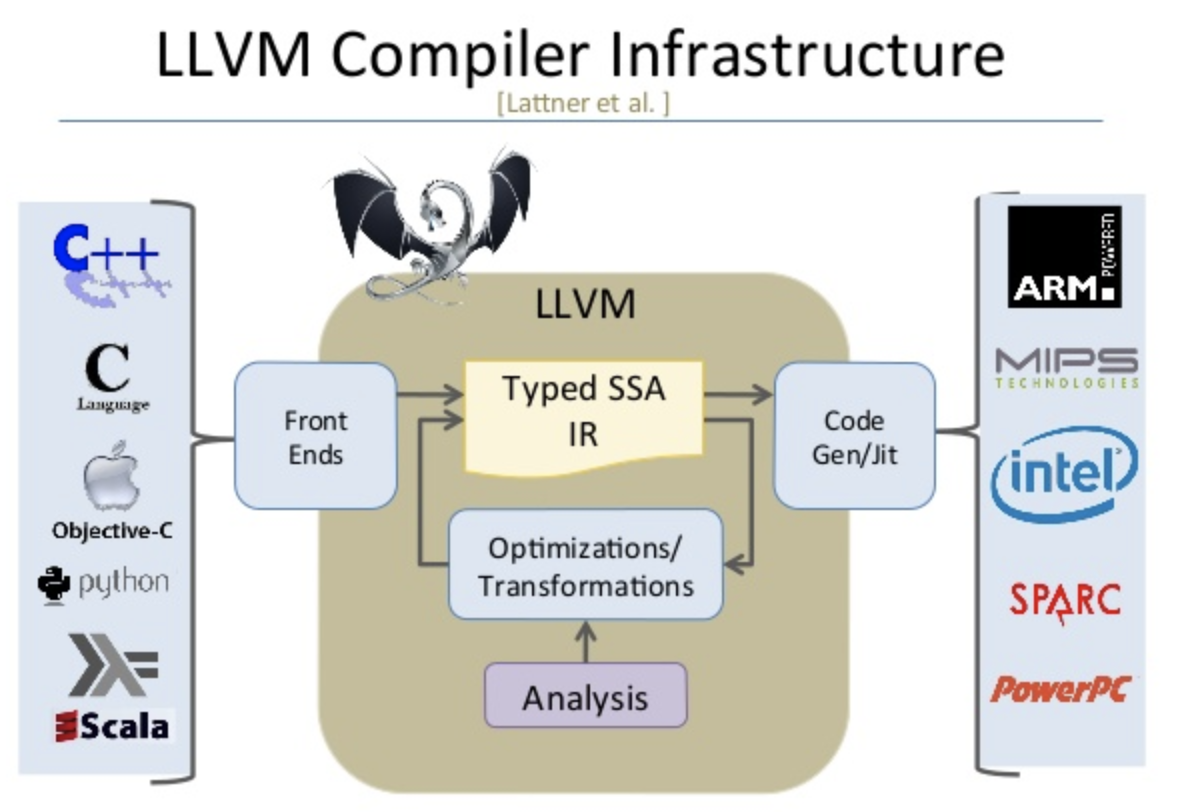 LLVM Compiler Infrastructure
[Lattner et al. ]
C++
C
Language
Objective-C
python
Scala
LLVM
Front
Ends
Typed SSA
IR
Code
Gen/Jit
Optimizations/
Transformations
Analysis
ARM POWERED
MIPS
TECHNOLOGIES
intel
SPARC
PowerPC